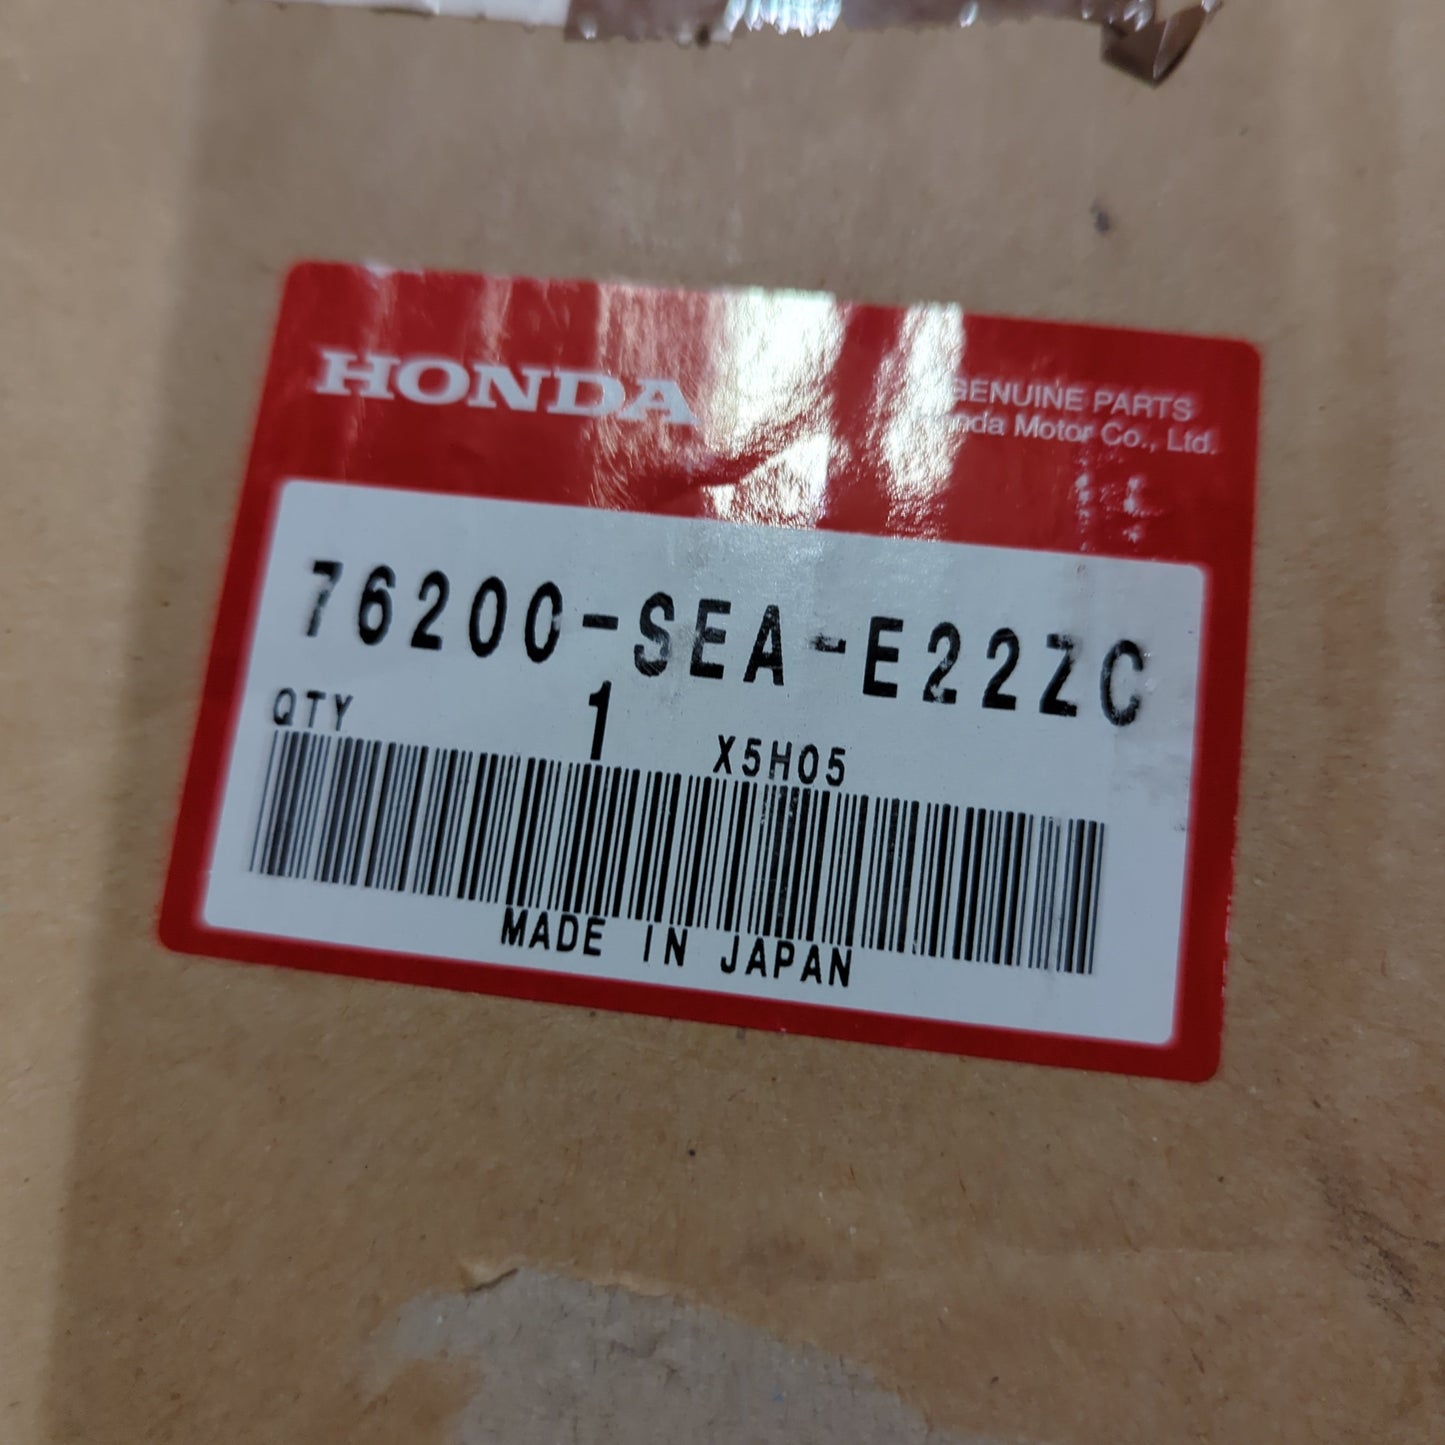 HONDA
GENUINE PARTS
Honda Motor Co., Ltd.
76200-SEA-E22ZC
QTY 1 X5H05
MADE IN JAPAN